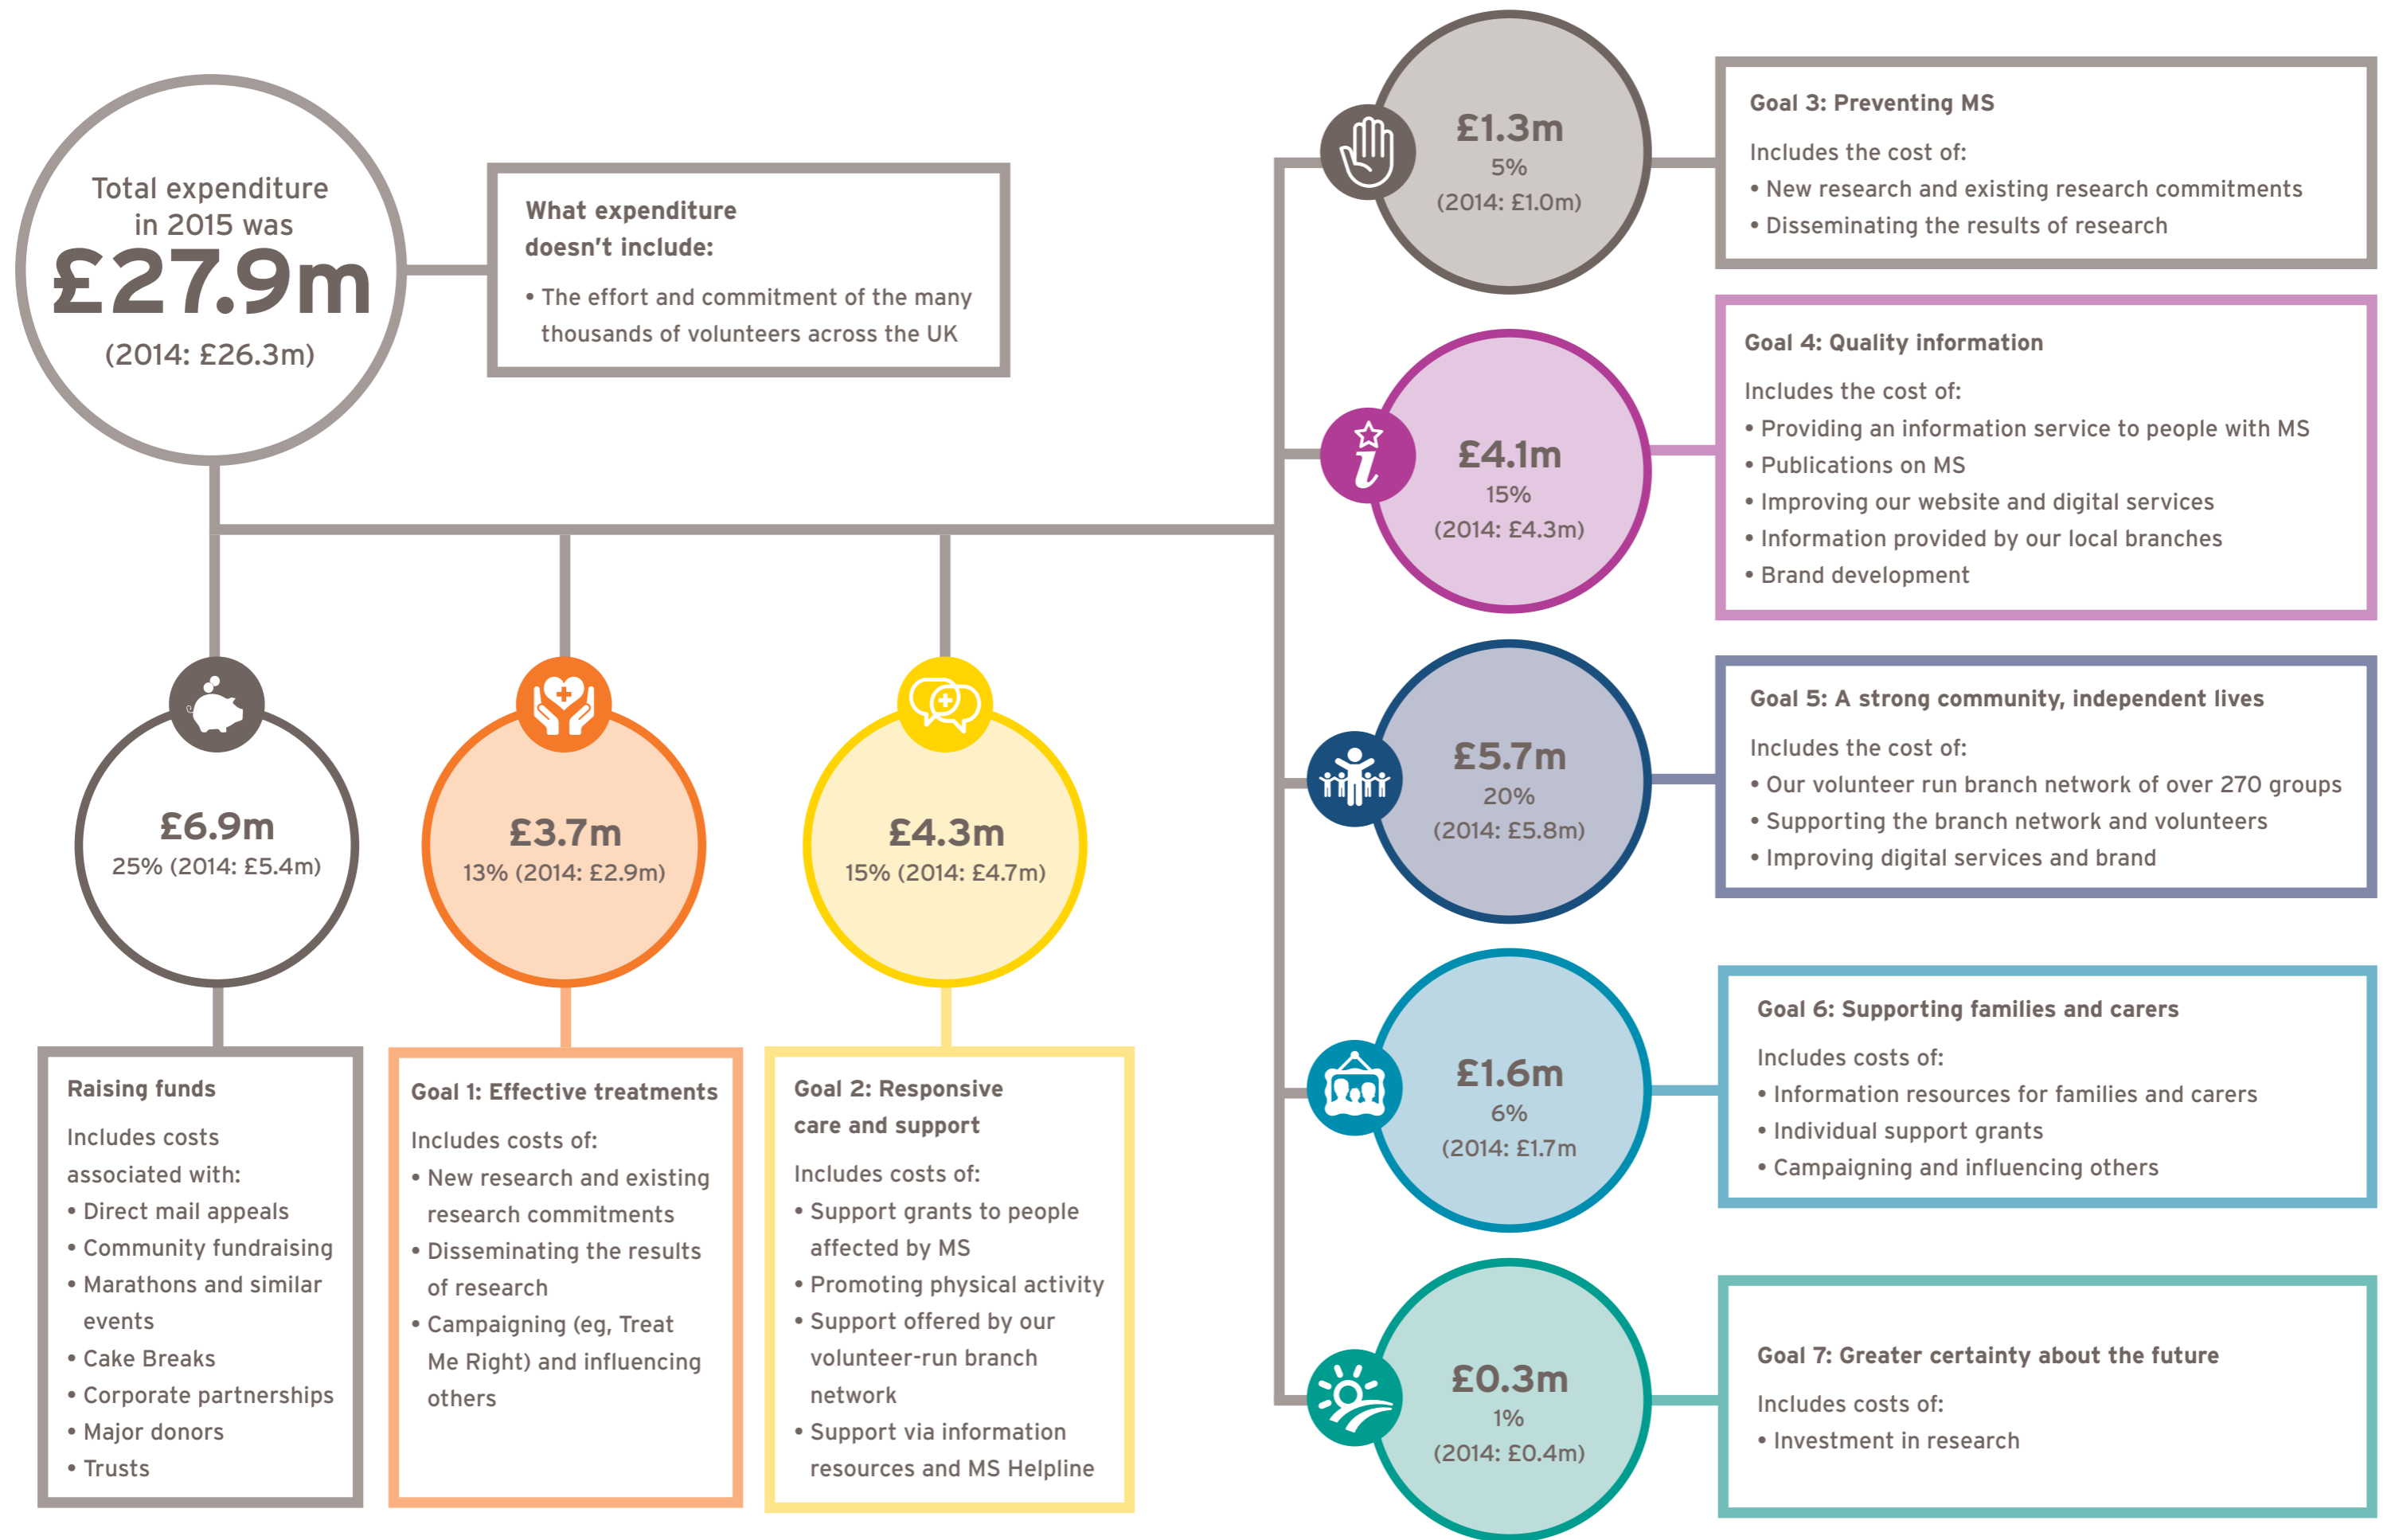 Total expenditure
in 2015 was
£27.9m
(2014: £26.3m)
What expenditure
doesn't include:
• The effort and commitment of the many
thousands of volunteers across the UK
£6.9m
25% (2014: £5.4m)
Raising funds
Includes costs
associated with:
• Direct mail appeals
• Community fundraising
• Marathons and similar
events
• Cake Breaks
• Corporate partnerships
• Major donors
• Trusts
£3.7m
13% (2014: £2.9m)
Goal 1: Effective treatments
Includes costs of:
• New research and existing
research commitments
• Disseminating the results
of research
• Campaigning (eg, Treat
Me Right) and influencing
others
£4.3m
15% (2014: £4.7m)
Goal 2: Responsive
care and support
Includes costs of:
• Support grants to people
affected by MS
• Promoting physical activity
• Support offered by our
volunteer-run branch
network
• Support via information
resources and MS Helpline
£1.3m
5%
(2014: £1.0m)
Goal 3: Preventing MS
Includes the cost of:
• New research and existing research commitments
• Disseminating the results of research
i
£4.1m
15%
(2014: £4.3m)
Goal 4: Quality information
Includes the cost of:
• Providing an information service to people with MS
• Publications on MS
• Improving our website and digital services
• Information provided by our local branches
• Brand development
£5.7m
20%
(2014: £5.8m)
Goal 5: A strong community, independent lives
Includes the cost of:
• Our volunteer run branch network of over 270 groups
• Supporting the branch network and volunteers
• Improving digital services and brand
£1.6m
6%
(2014: £1.7m
Goal 6: Supporting families and carers
Includes costs of:
• Information resources for families and carers
• Individual support grants
• Campaigning and influencing others
£0.3m
1%
(2014: £0.4m)
Goal 7: Greater certainty about the future
Includes costs of:
• Investment in research